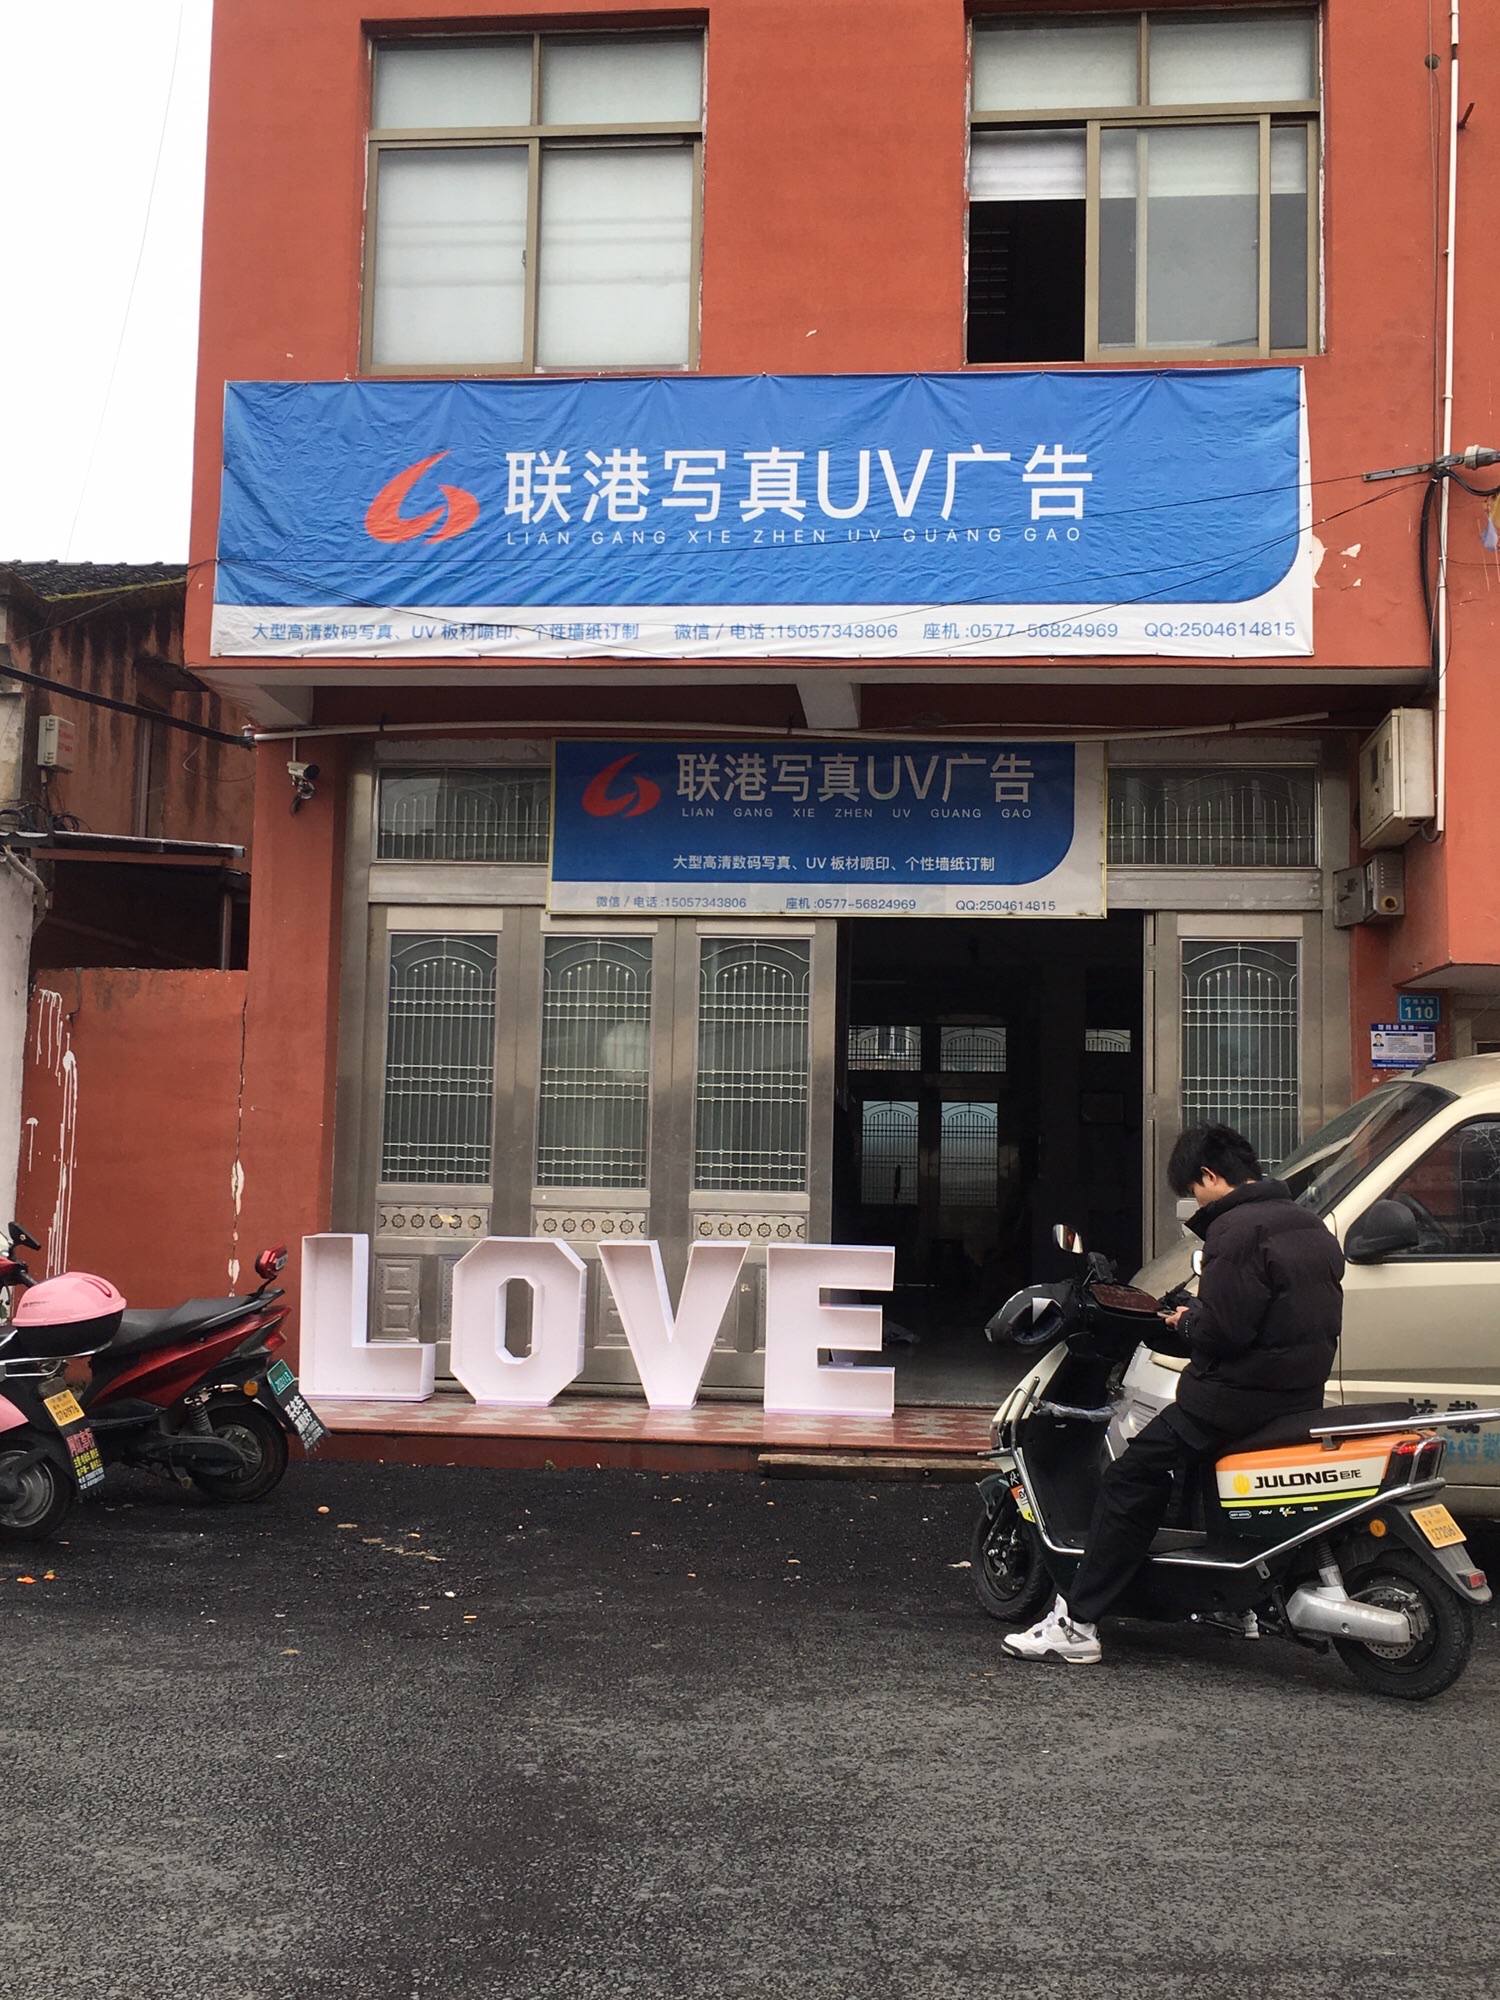 联港写真UV广告
LIAN GANG XIE ZHEN UV GUANG GAO
大型高清数码写真、UV 板材喷印、个性墙纸订制 微信 / 电话 :15057343806 座机 :0577-56824969 QQ:2504614815
联港写真UV广告
LIAN GANG XIE ZHEN UV GUANG GAO
大型高清数码写真、UV 板材喷印、个性墙纸订制
微信 / 电话 :15057343806 座机 :0577-56824969 QQ:2504614815
110
LOVE
JULONG 巨龙